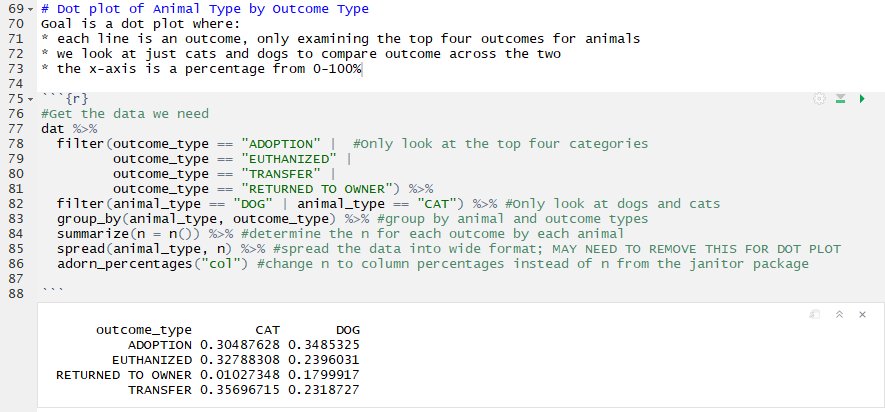 69 # Dot plot of Animal Type by Outcome Type
70 Goal is a dot plot where:
71 * each line is an outcome, only examining the top four outcomes for animals
72 * we look at just cats and dogs to compare outcome across the two
73 * the x-axis is a percentage from 0-100%
74
75 ```{r}
76 #Get the data we need
77 dat %>%
78   filter(outcome_type == "ADOPTION" |  #Only look at the top four categories
79          outcome_type == "EUTHANIZED" |
80          outcome_type == "TRANSFER" |
81          outcome_type == "RETURNED TO OWNER") %>%
82   filter(animal_type == "DOG" | animal_type == "CAT") %>% #Only look at dogs and cats
83   group_by(animal_type, outcome_type) %>% #group by animal and outcome types
84   summarize(n = n()) %>% #determine the n for each outcome by each animal
85   spread(animal_type, n) %>% #spread the data into wide format; MAY NEED TO REMOVE THIS FOR DOT PLOT
86   adorn_percentages("col") #change n to column percentages instead of n from the janitor package
87
88 ```
outcome_type CAT DOG
ADOPTION 0.30487628 0.3485325
EUTHANIZED 0.32788308 0.2396031
RETURNED TO OWNER 0.01027348 0.1799917
TRANSFER 0.35696715 0.2318727